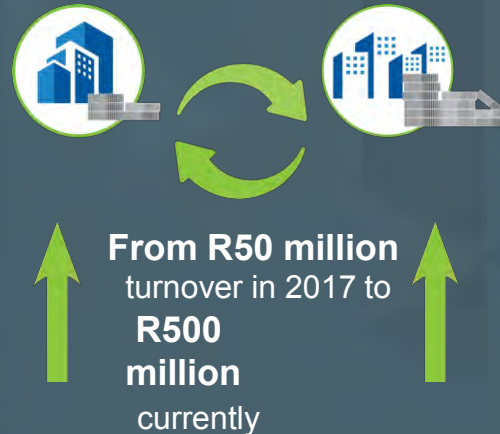 From R50 million
turnover in 2017 to
R500
million
currently